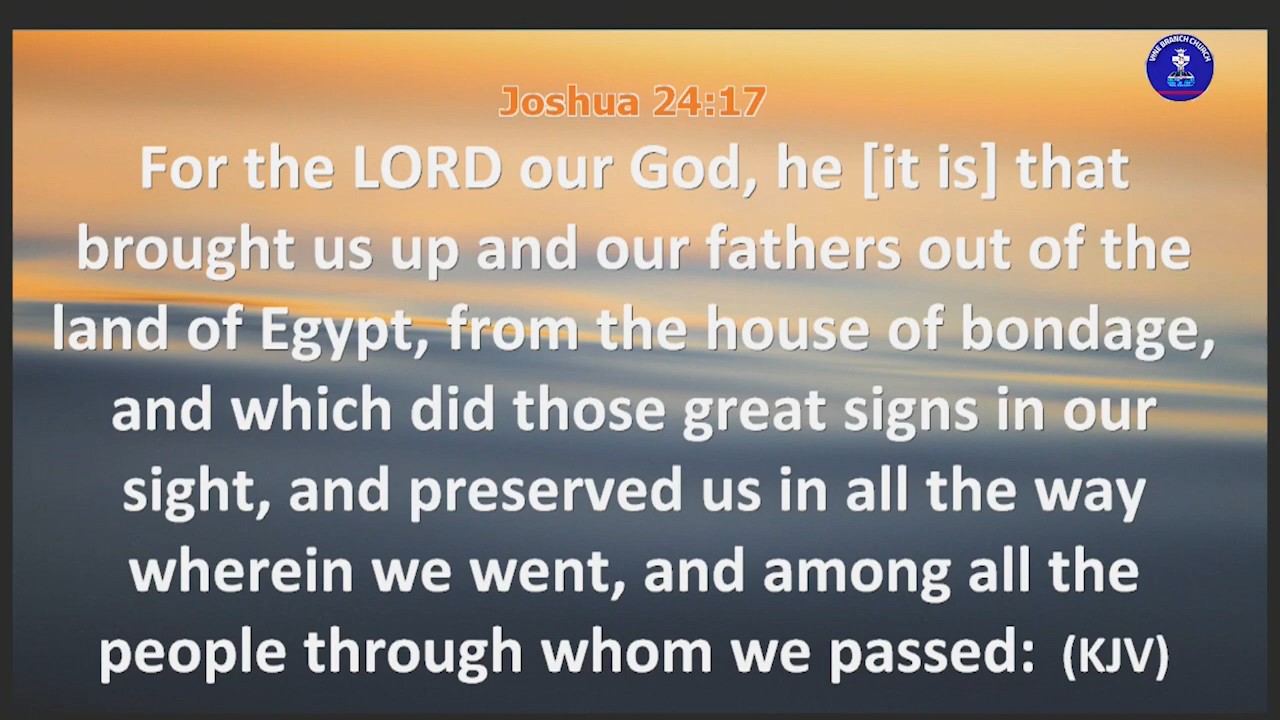 VINE BRANCH CHURCH
Joshua 24:17
For the LORD our God, he [it is] that
brought us up and our fathers out of the
land of Egypt, from the house of bondage,
and which did those great signs in our
sight, and preserved us in all the way
wherein we went, and among all the
people through whom we passed: (KJV)